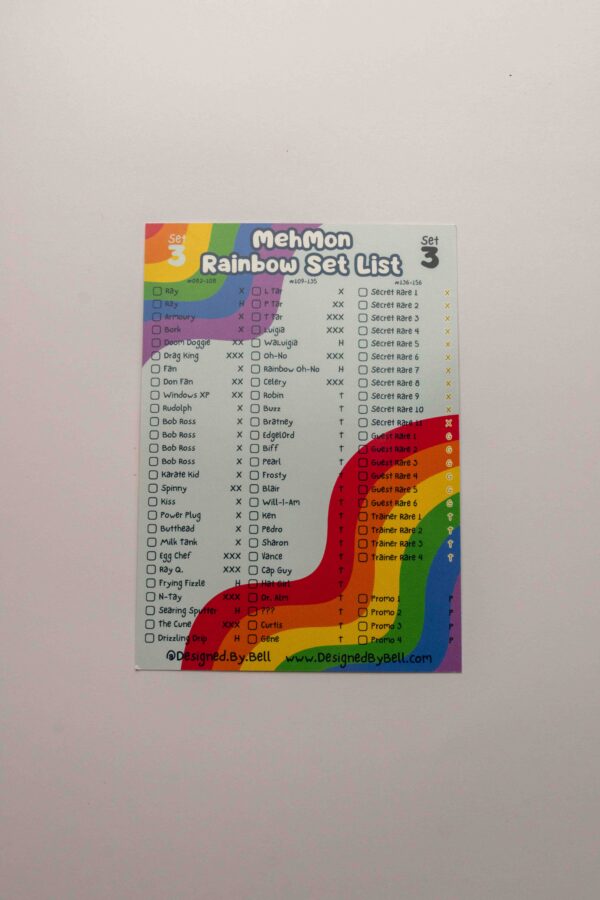 Set
3
MehMon
Rainbow Set List
Set
3
#082-108
Ray X
Ray H
Armoury X
Bork X
Doom Doggie XX
Drag King XXX
Fan X
Don Fan XX
Windows XP XX
Rudolph X
Bob Ross X
Bob Ross X
Bob Ross X
Bob Ross X
Karate Kid X
Spinny XX
Kiss X
Power Plug X
Butthead X
Milk Tank X
Egg Chef XXX
Ray Q. XXX
Frying Fizzle H
N-Tay XXX
Searing Sputter H
The Cune XXX
Drizzling Drip H
#109-135
L Tar X
P Tar XX
T Tar XXX
Luigia XXX
WaLuigia H
Oh-No XXX
Rainbow Oh-No H
Celery XXX
Robin T
Buzz T
Bratney T
Edgel0rd T
Biff T
Pearl T
Frosty T
Blair T
Will-I-Am T
Ken T
Pedro T
Sharon T
Vance T
Cap Guy T
Hat Girl T
Dr. Alm T
??? T
Curtis T
Gene T
#136-156
Secret Rare 1 X
Secret Rare 2 X
Secret Rare 3 X
Secret Rare 4 X
Secret Rare 5 X
Secret Rare 6 X
Secret Rare 7 X
Secret Rare 8 X
Secret Rare 9 X
Secret Rare 10 X
Secret Rare 11 X
Guest Rare 1 G
Guest Rare 2 G
Guest Rare 3 G
Guest Rare 4 G
Guest Rare 5 G
Guest Rare 6 G
Trainer Rare 1 T
Trainer Rare 2 T
Trainer Rare 3 T
Trainer Rare 4 T
Promo 1 P
Promo 2 P
Promo 3 P
Promo 4 P
@Designed.By.Bell www.DesignedByBell.com